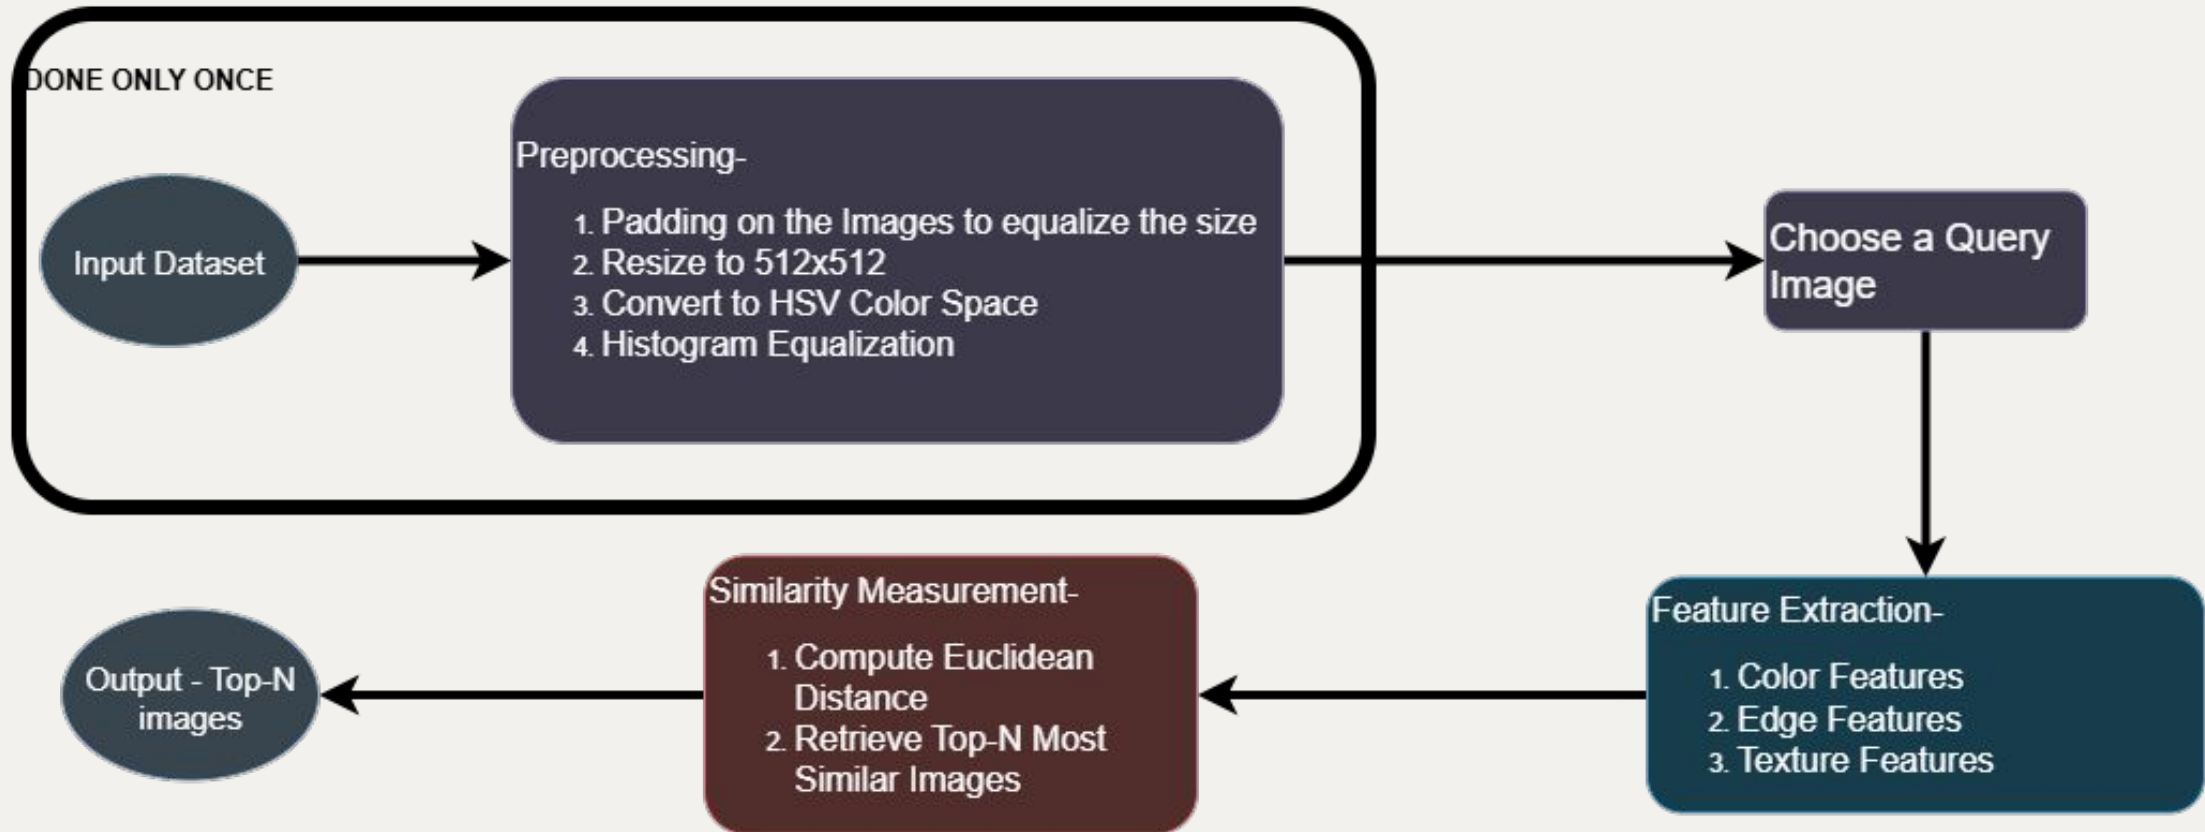 DONE ONLY ONCE
Input Dataset
Preprocessing-
1. Padding on the Images to equalize the size
2. Resize to 512x512
3. Convert to HSV Color Space
4. Histogram Equalization
Choose a Query
Image
Feature Extraction-
1. Color Features
2. Edge Features
3. Texture Features
Similarity Measurement-
1. Compute Euclidean
Distance
2. Retrieve Top-N Most
Similar Images
Output - Top-N
images